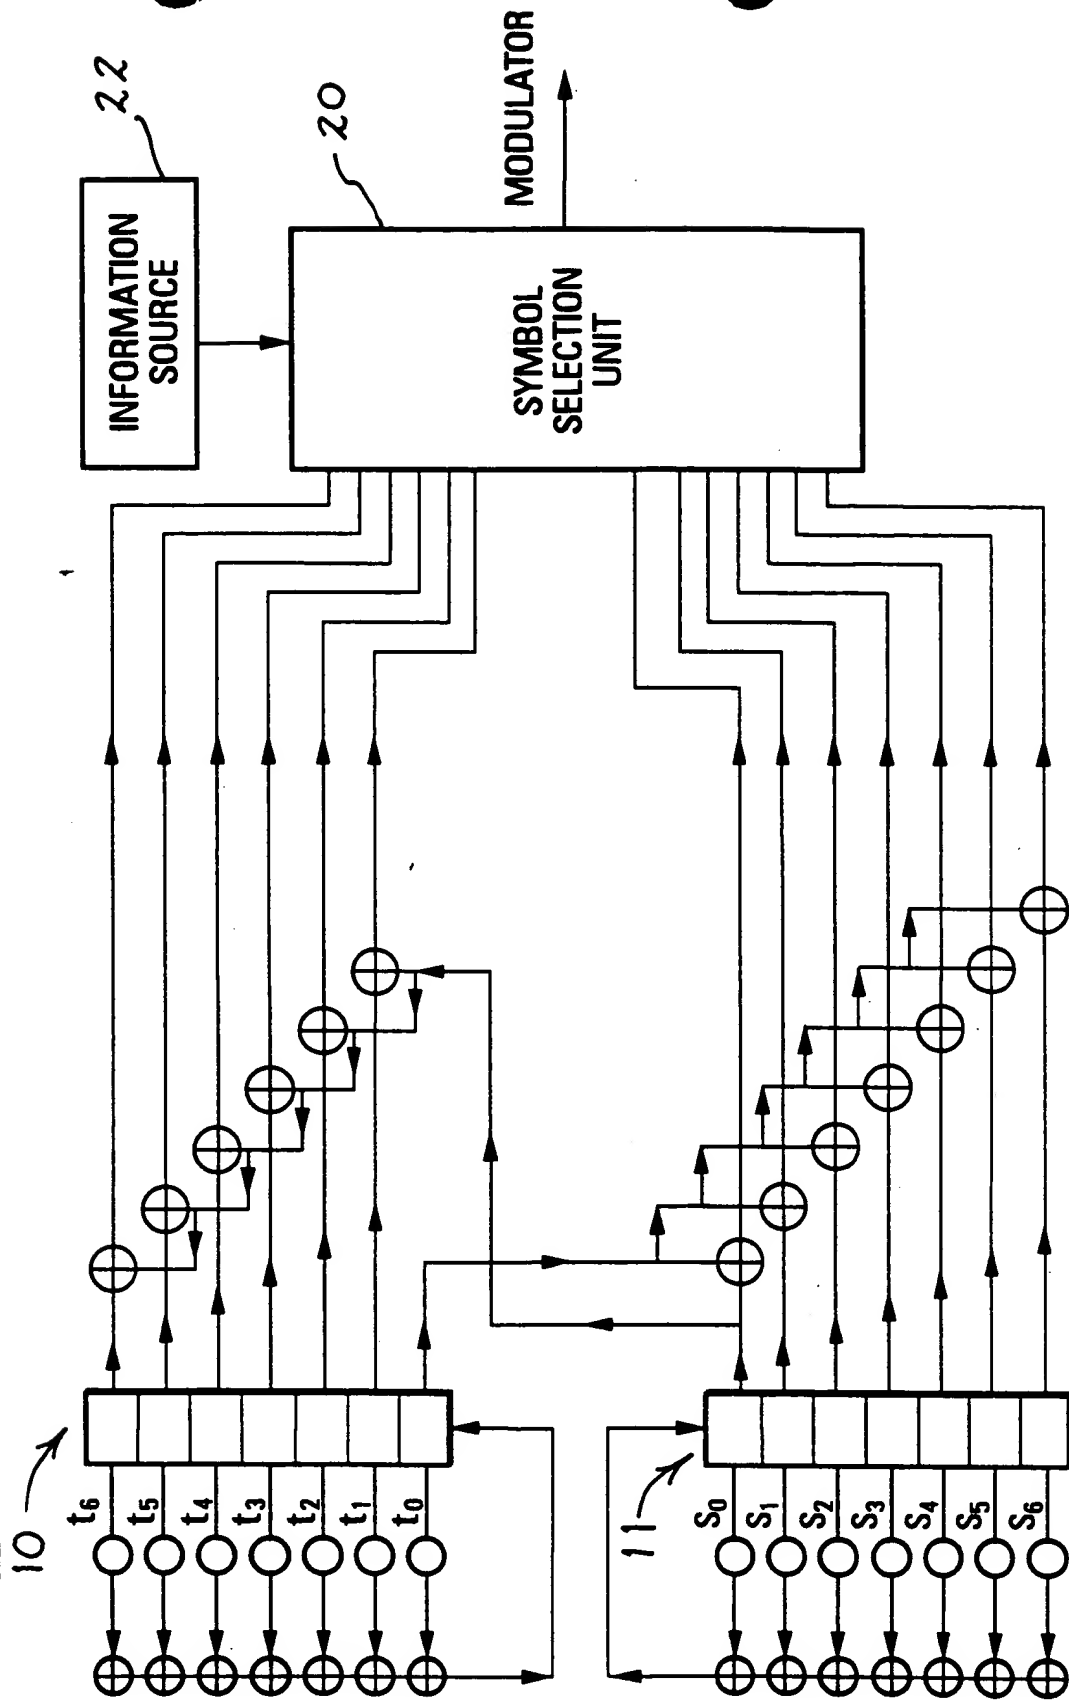 22
INFORMATION
SOURCE
20
MODULATOR
SYMBOL
SELECTION
UNIT
10
t6
t5
t4
t3
t2
t1
t0
11
S0
S1
S2
S3
S4
S5
S6